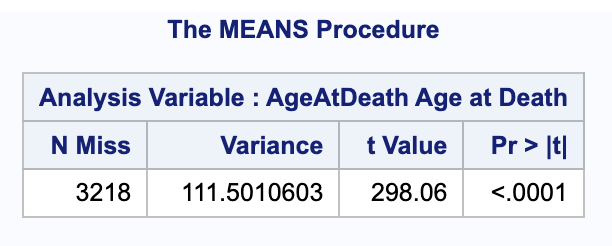 The MEANS Procedure
Analysis Variable : AgeAtDeath Age at Death
N Miss Variance t Value Pr > |t|
3218 111.5010603 298.06 <.0001